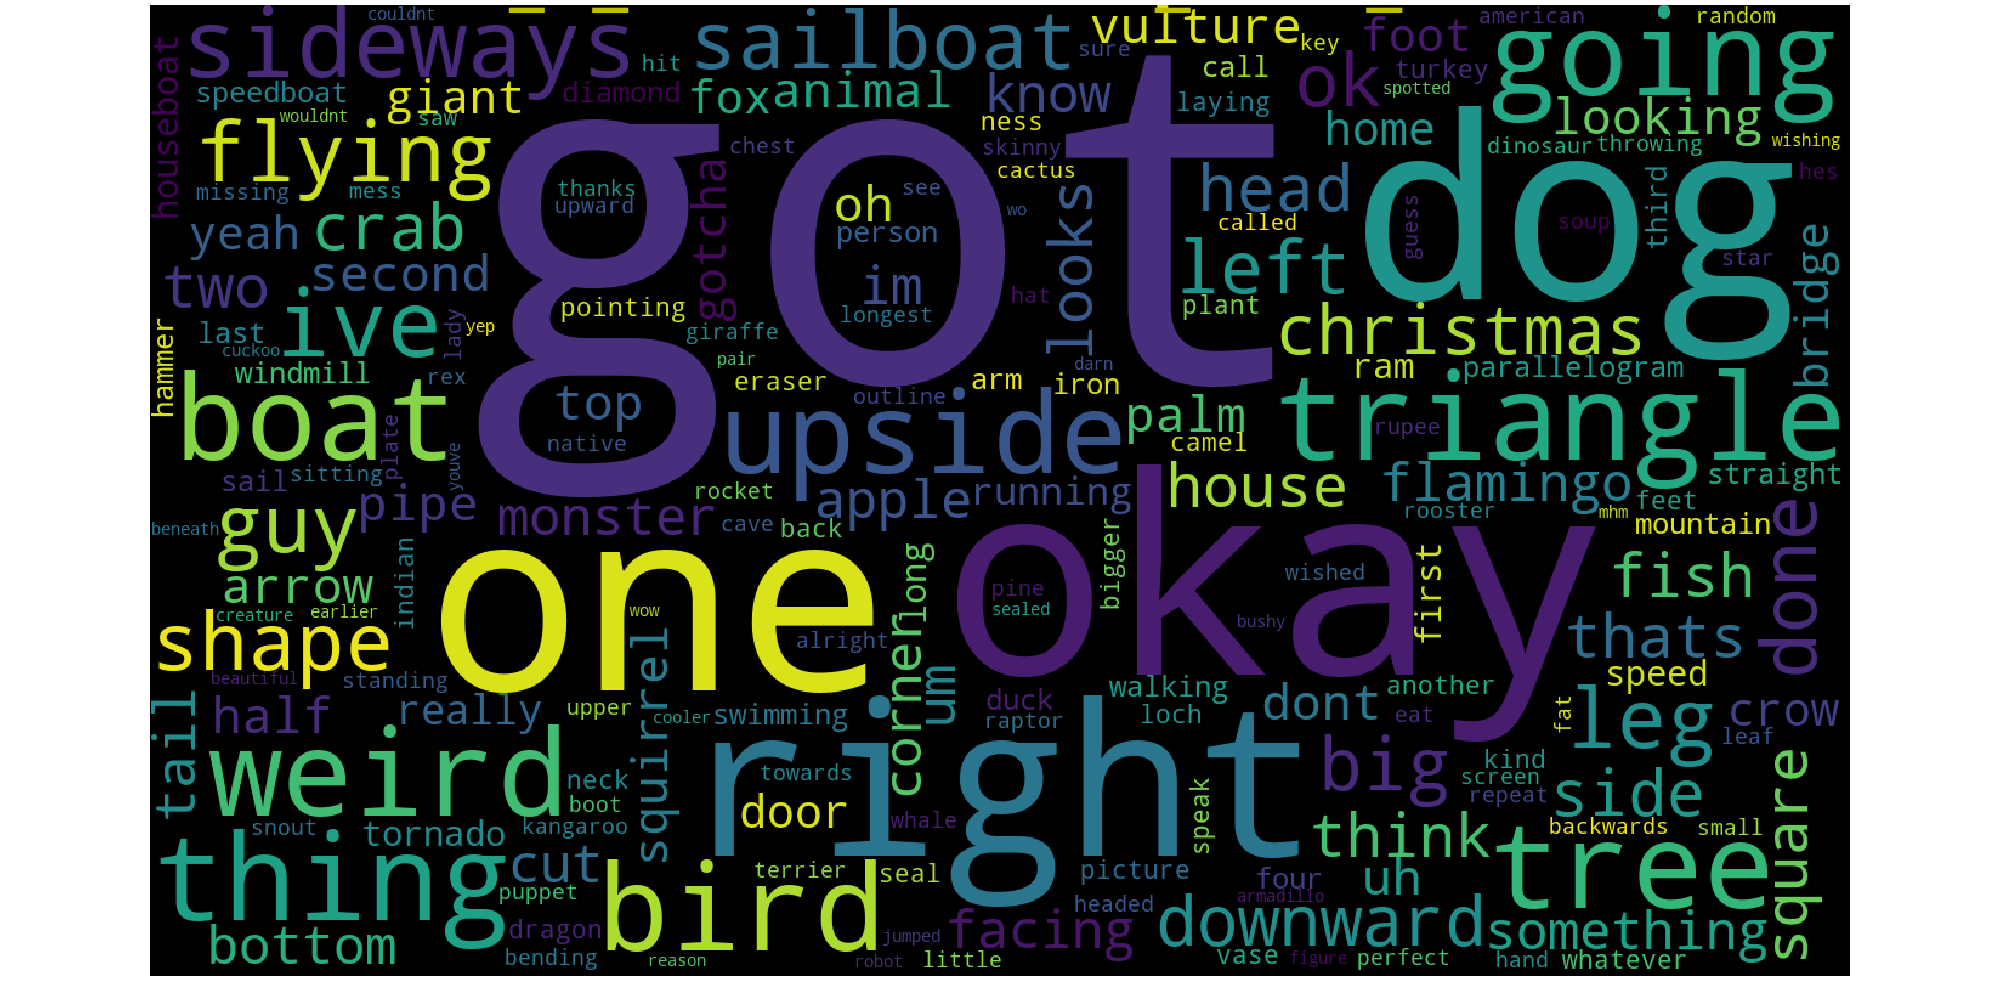 couldnt
american
random
sideways
sailboat
vulture
key
foot
going
sure
hit
call
ok
turkey
houseboat
speedboat
giant
diamond
fox
animal
know
laying
spotted
looking
wouldnt
saw
got
ness
home
flying
chest
skinny
dog
dinosaur
throwing
wishing
missing
mess
thanks
upward
gotcha
cactus
see
oh
wo
looks
head
guess
third
hes
yeah
crab
person
called
soup
two
second
im
left
star
bridge
pointing
hat
plant
hammer
last
ive
yep
lady
giraffe
longest
christmas
cuckoo
windmill
rex
pair
darn
eraser
arm
iron
ram
parallelogram
boat
top
outline
upside
palm
triangle
native
plate
youve
camel
rupee
sail
sitting
pipe
rocket
apple
running
house
flamingo
straight
feet
guy
monster
cave
back
rooster
mhm
mountain
done
beneath
one
okay
bigger
indian
arrow
long
pine
sealed
wished
first
fish
creature
earlier
wow
bushy
shape
squirrel
alright
corner
thats
beautiful
standing
um
duck
walking
another
speed
tail
half
really
upper
cooler
swimming
raptor
loch
dont
eat
fat
leg
crow
leaf
weird
right
neck
towards
big
kind
screen
boot
speak
repeat
side
square
snout
tornado
kangaroo
door
whale
think
backwards
small
thing
cut
terrier
seal
picture
four
uh
tree
puppet
bird
armadillo
headed
bottom
dragon
jumped
facing
downward
something
bending
reason
robot
little
vase
figure
perfect
hand
whatever